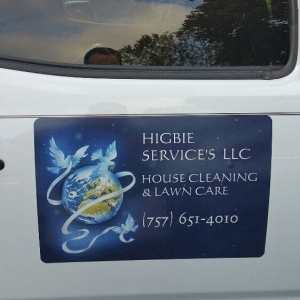 HIGBIE
SERVICE'S LLC
HOUSE CLEANING
& LAWN CARE
(757) 651-4010